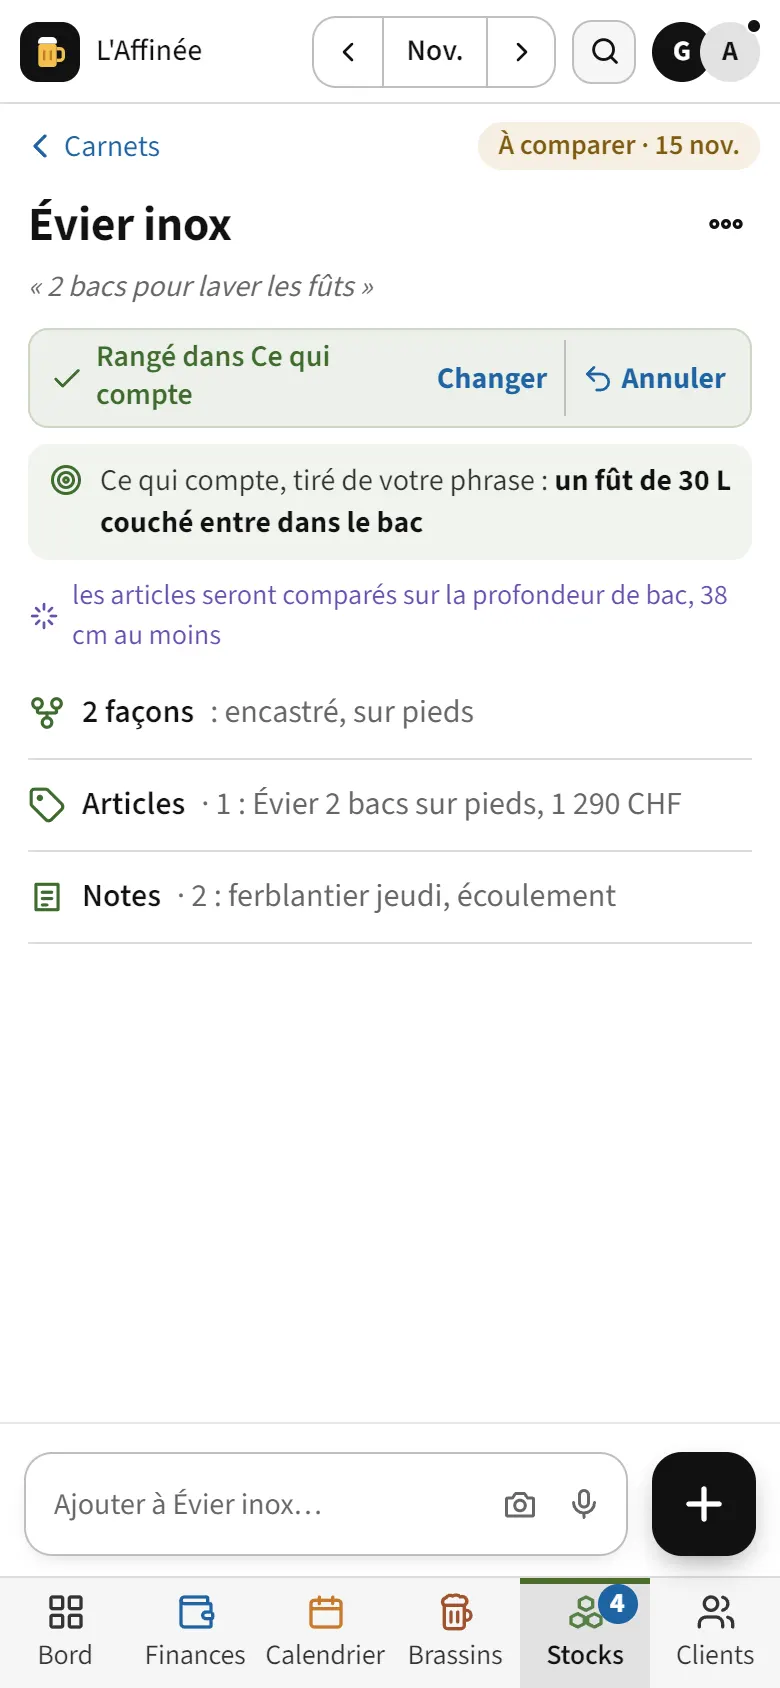 L'Affinée
Nov.
G
A
Carnets
À comparer · 15 nov.
Évier inox
« 2 bacs pour laver les fûts »
Rangé dans Ce qui
compte
Changer
Annuler
Ce qui compte, tiré de votre phrase : un fût de 30 L
couché entre dans le bac
les articles seront comparés sur la profondeur de bac, 38
cm au moins
2 façons : encastré, sur pieds
Articles · 1 : Évier 2 bacs sur pieds, 1 290 CHF
Notes · 2 : ferblantier jeudi, écoulement
Ajouter à Évier inox…
4
Bord
Finances
Calendrier
Brassins
Stocks
Clients